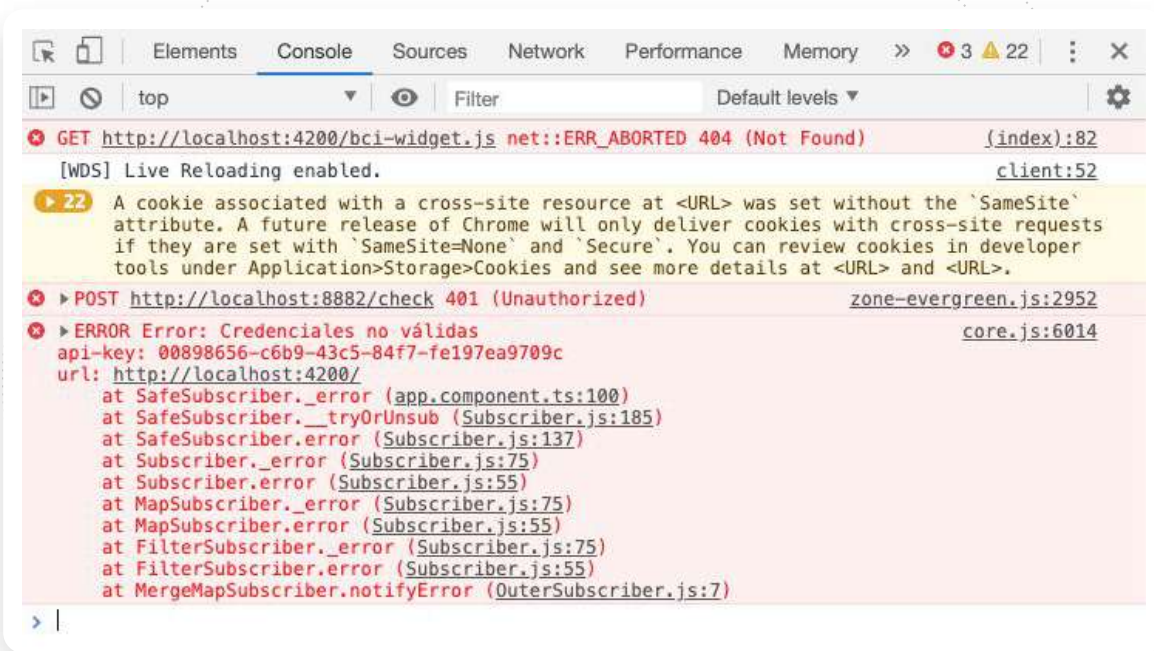 Elements Console Sources Network Performance Memory » 3 22
top Filter Default levels ▼
GET http://localhost:4200/bci-widget.js net::ERR_ABORTED 404 (Not Found) (index):82
[WDS] Live Reloading enabled. client:52
22 A cookie associated with a cross-site resource at <URL> was set without the `SameSite`
attribute. A future release of Chrome will only deliver cookies with cross-site requests
if they are set with `SameSite=None` and `Secure`. You can review cookies in developer
tools under Application>Storage>Cookies and see more details at <URL> and <URL>.
POST http://localhost:8882/check 401 (Unauthorized) zone-evergreen.js:2952
ERROR Error: Credenciales no válidas core.js:6014
api-key: 00898656-c6b9-43c5-84f7-fe197ea9709c
url: http://localhost:4200/
at SafeSubscriber._error (app.component.ts:100)
at SafeSubscriber.__tryOrUnsub (Subscriber.js:185)
at SafeSubscriber.error (Subscriber.js:137)
at Subscriber._error (Subscriber.js:75)
at Subscriber.error (Subscriber.js:55)
at MapSubscriber._error (Subscriber.js:75)
at MapSubscriber.error (Subscriber.js:55)
at FilterSubscriber._error (Subscriber.js:75)
at FilterSubscriber.error (Subscriber.js:55)
at MergeMapSubscriber.notifyError (OuterSubscriber.js:7)